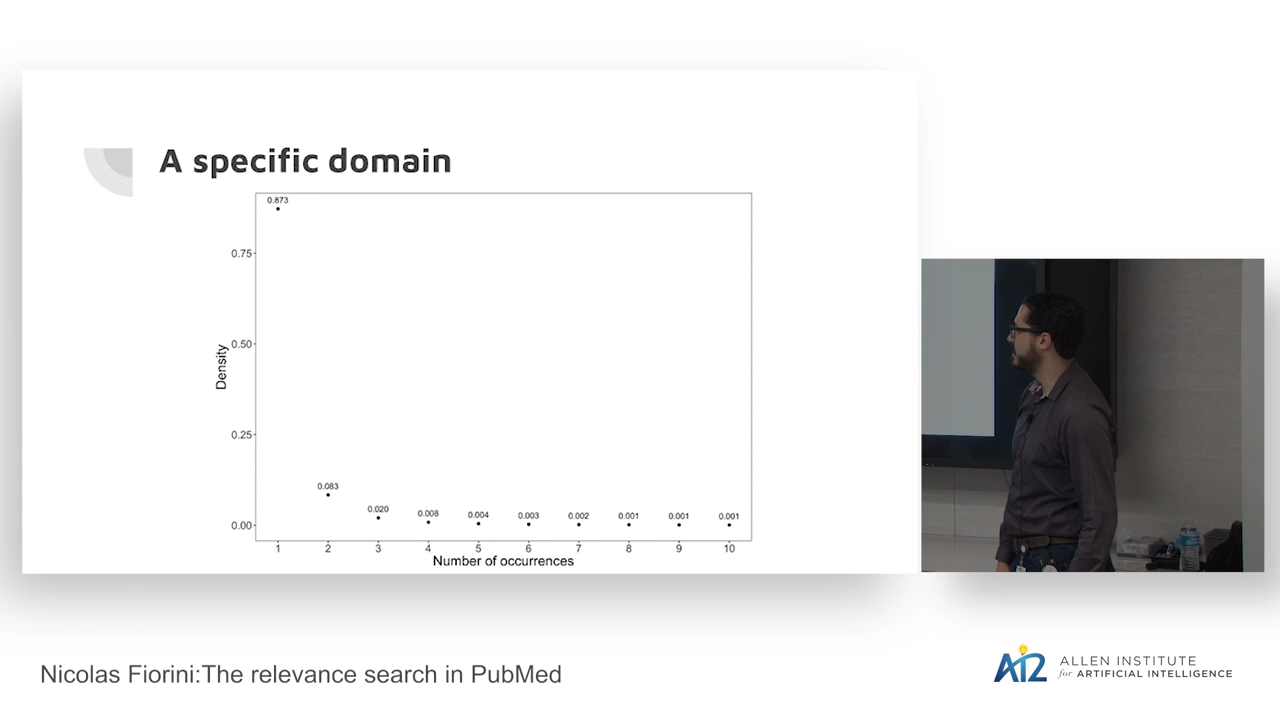 A specific domain
0.873
0.75
0.50
Density
0.25
0.083
0.020
0.008
0.004
0.003
0.002
0.001
0.001
0.001
0.00
1 2 3 4 5 6 7 8 9 10
Number of occurrences
Nicolas Fiorini:The relevance search in PubMed
AI2 ALLEN INSTITUTE
for ARTIFICIAL INTELLIGENCE